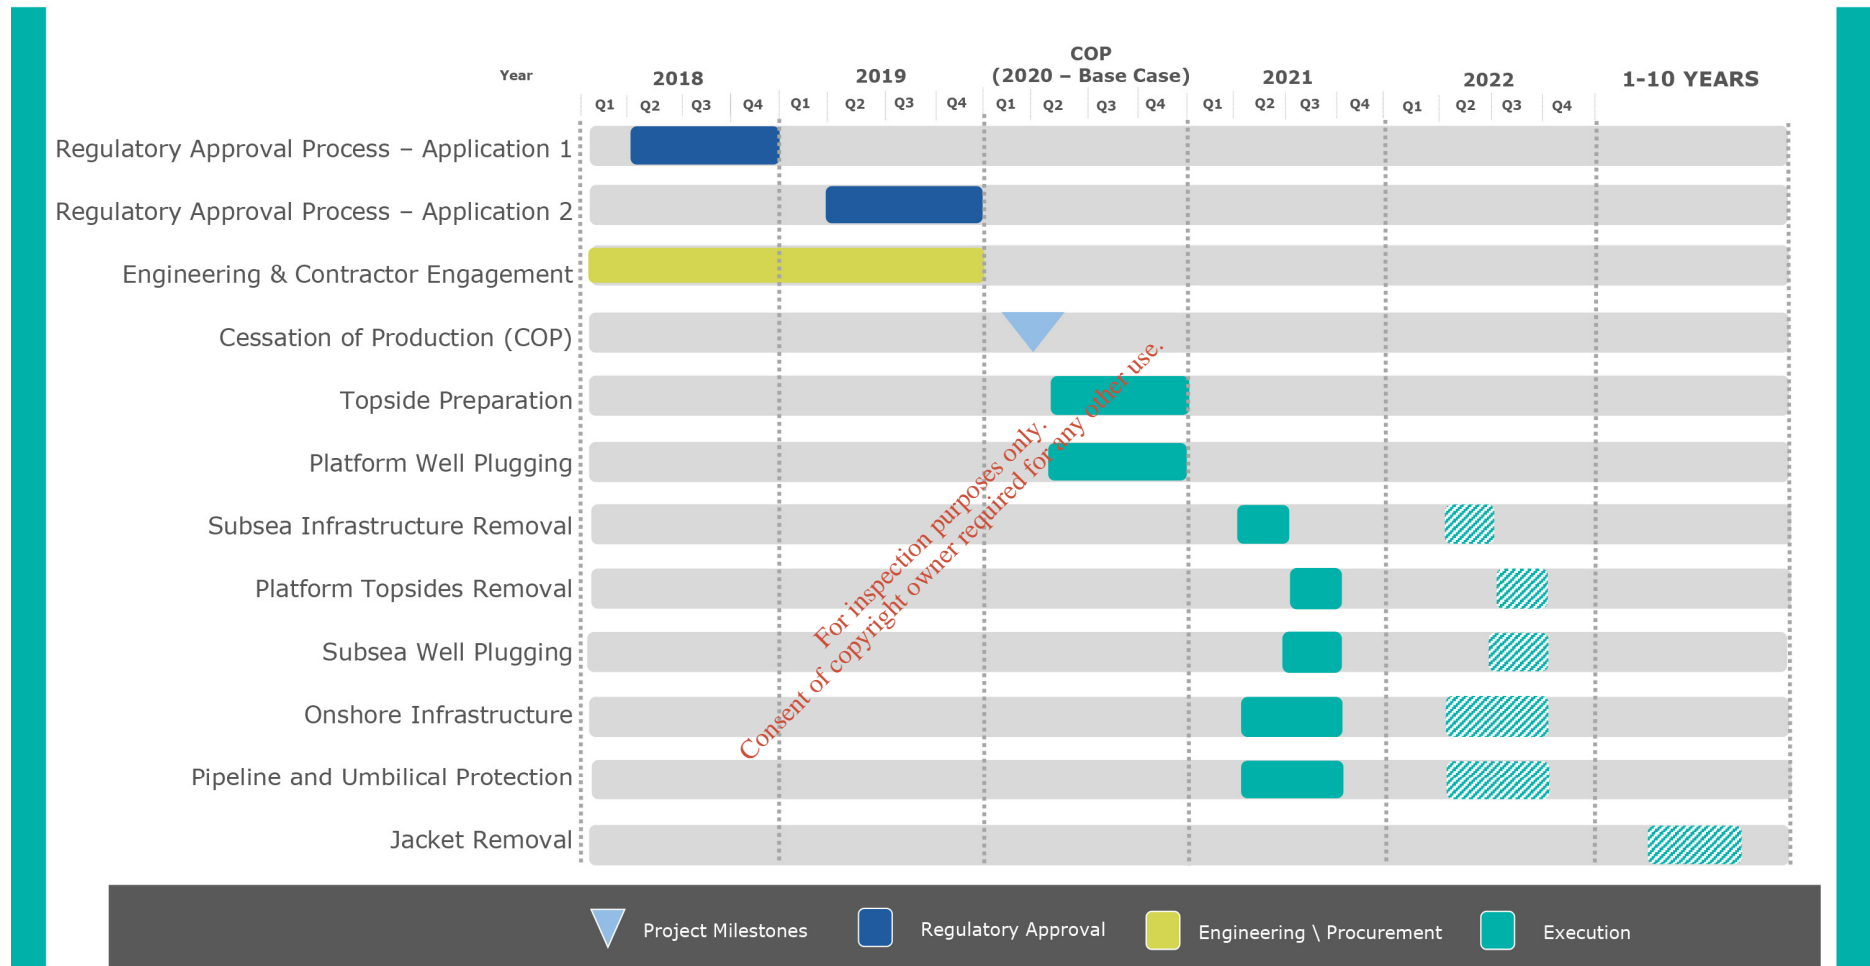 COP
Year 2018 2019 (2020 – Base Case) 2021 2022 1-10 YEARS
Q1 Q2 Q3 Q4 Q1 Q2 Q3 Q4 Q1 Q2 Q3 Q4 Q1 Q2 Q3 Q4 Q1 Q2 Q3 Q4
Regulatory Approval Process – Application 1
Regulatory Approval Process – Application 2
Engineering & Contractor Engagement
Cessation of Production (COP)
Topside Preparation
Platform Well Plugging
Subsea Infrastructure Removal
Platform Topsides Removal
Subsea Well Plugging
Onshore Infrastructure
Pipeline and Umbilical Protection
Jacket Removal
For inspection purposes only.
Consent of copyright owner required for any other use.
Project Milestones Regulatory Approval Engineering \ Procurement Execution